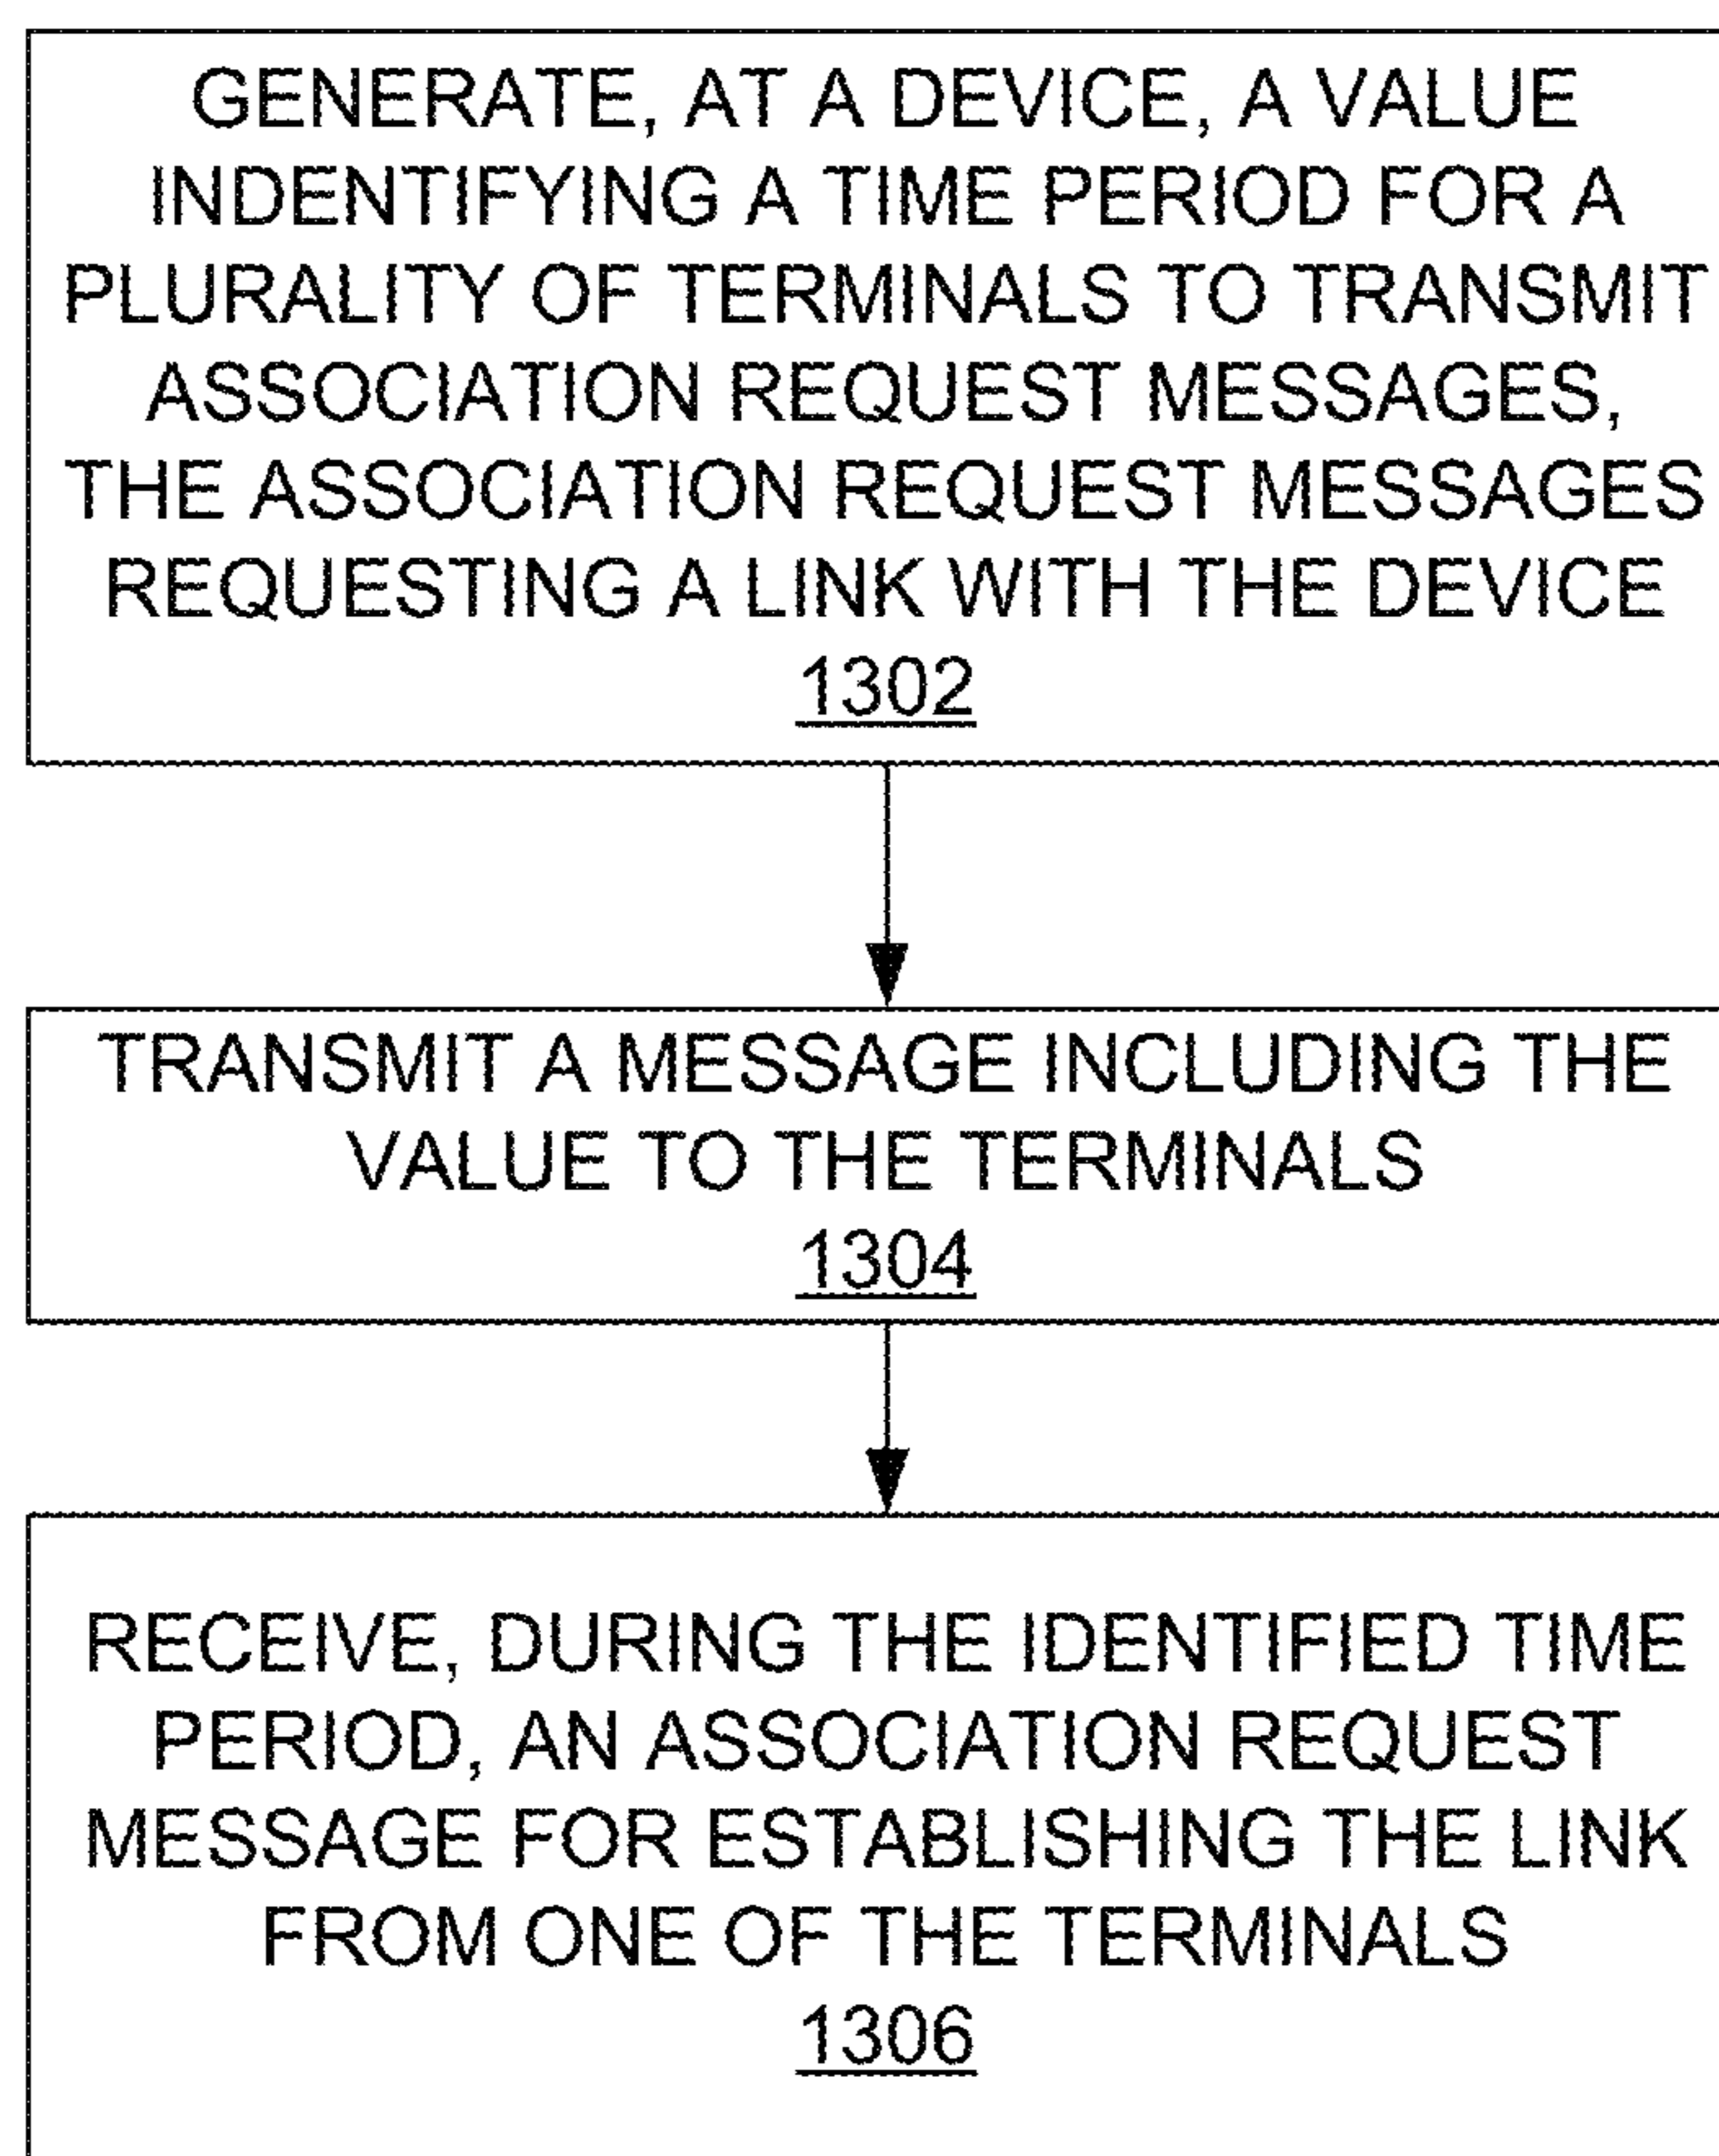 GENERATE, AT A DEVICE, A VALUE
INDENTIFYING A TIME PERIOD FOR A
PLURALITY OF TERMINALS TO TRANSMIT
ASSOCIATION REQUEST MESSAGES,
THE ASSOCIATION REQUEST MESSAGES
REQUESTING A LINK WITH THE DEVICE
1302
TRANSMIT A MESSAGE INCLUDING THE
VALUE TO THE TERMINALS
1304
RECEIVE, DURING THE IDENTIFIED TIME
PERIOD, AN ASSOCIATION REQUEST
MESSAGE FOR ESTABLISHING THE LINK
FROM ONE OF THE TERMINALS
1306